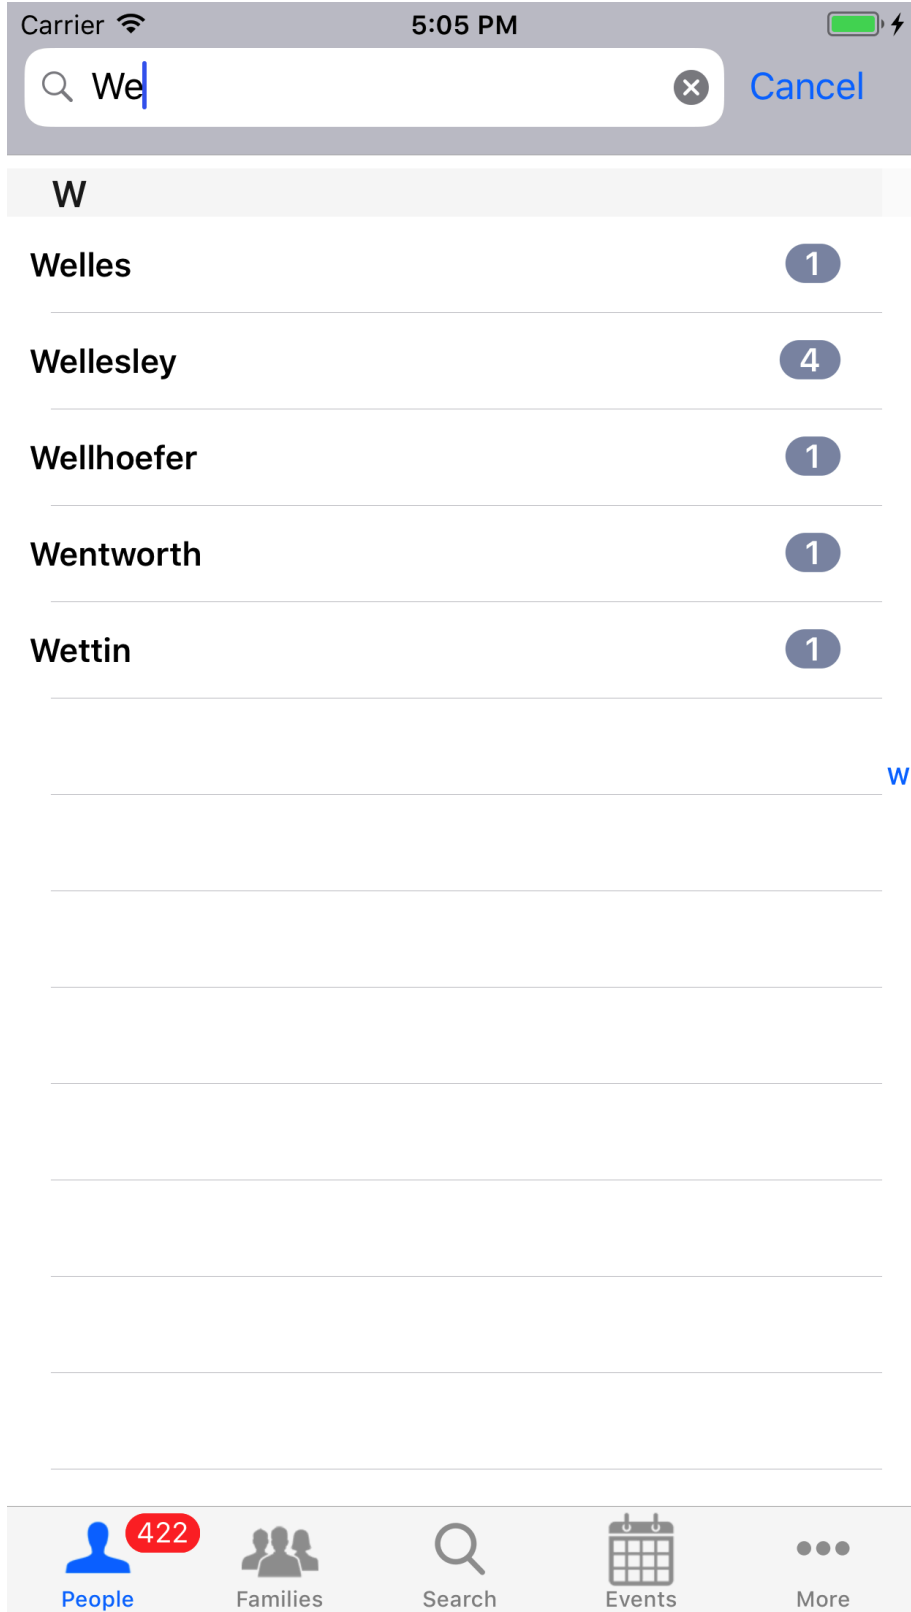 Carrier 5:05 PM
We Cancel
W
Welles 1
Wellesley 4
Wellhoefer 1
Wentworth 1
Wettin 1
W
422
People Families Search Events More